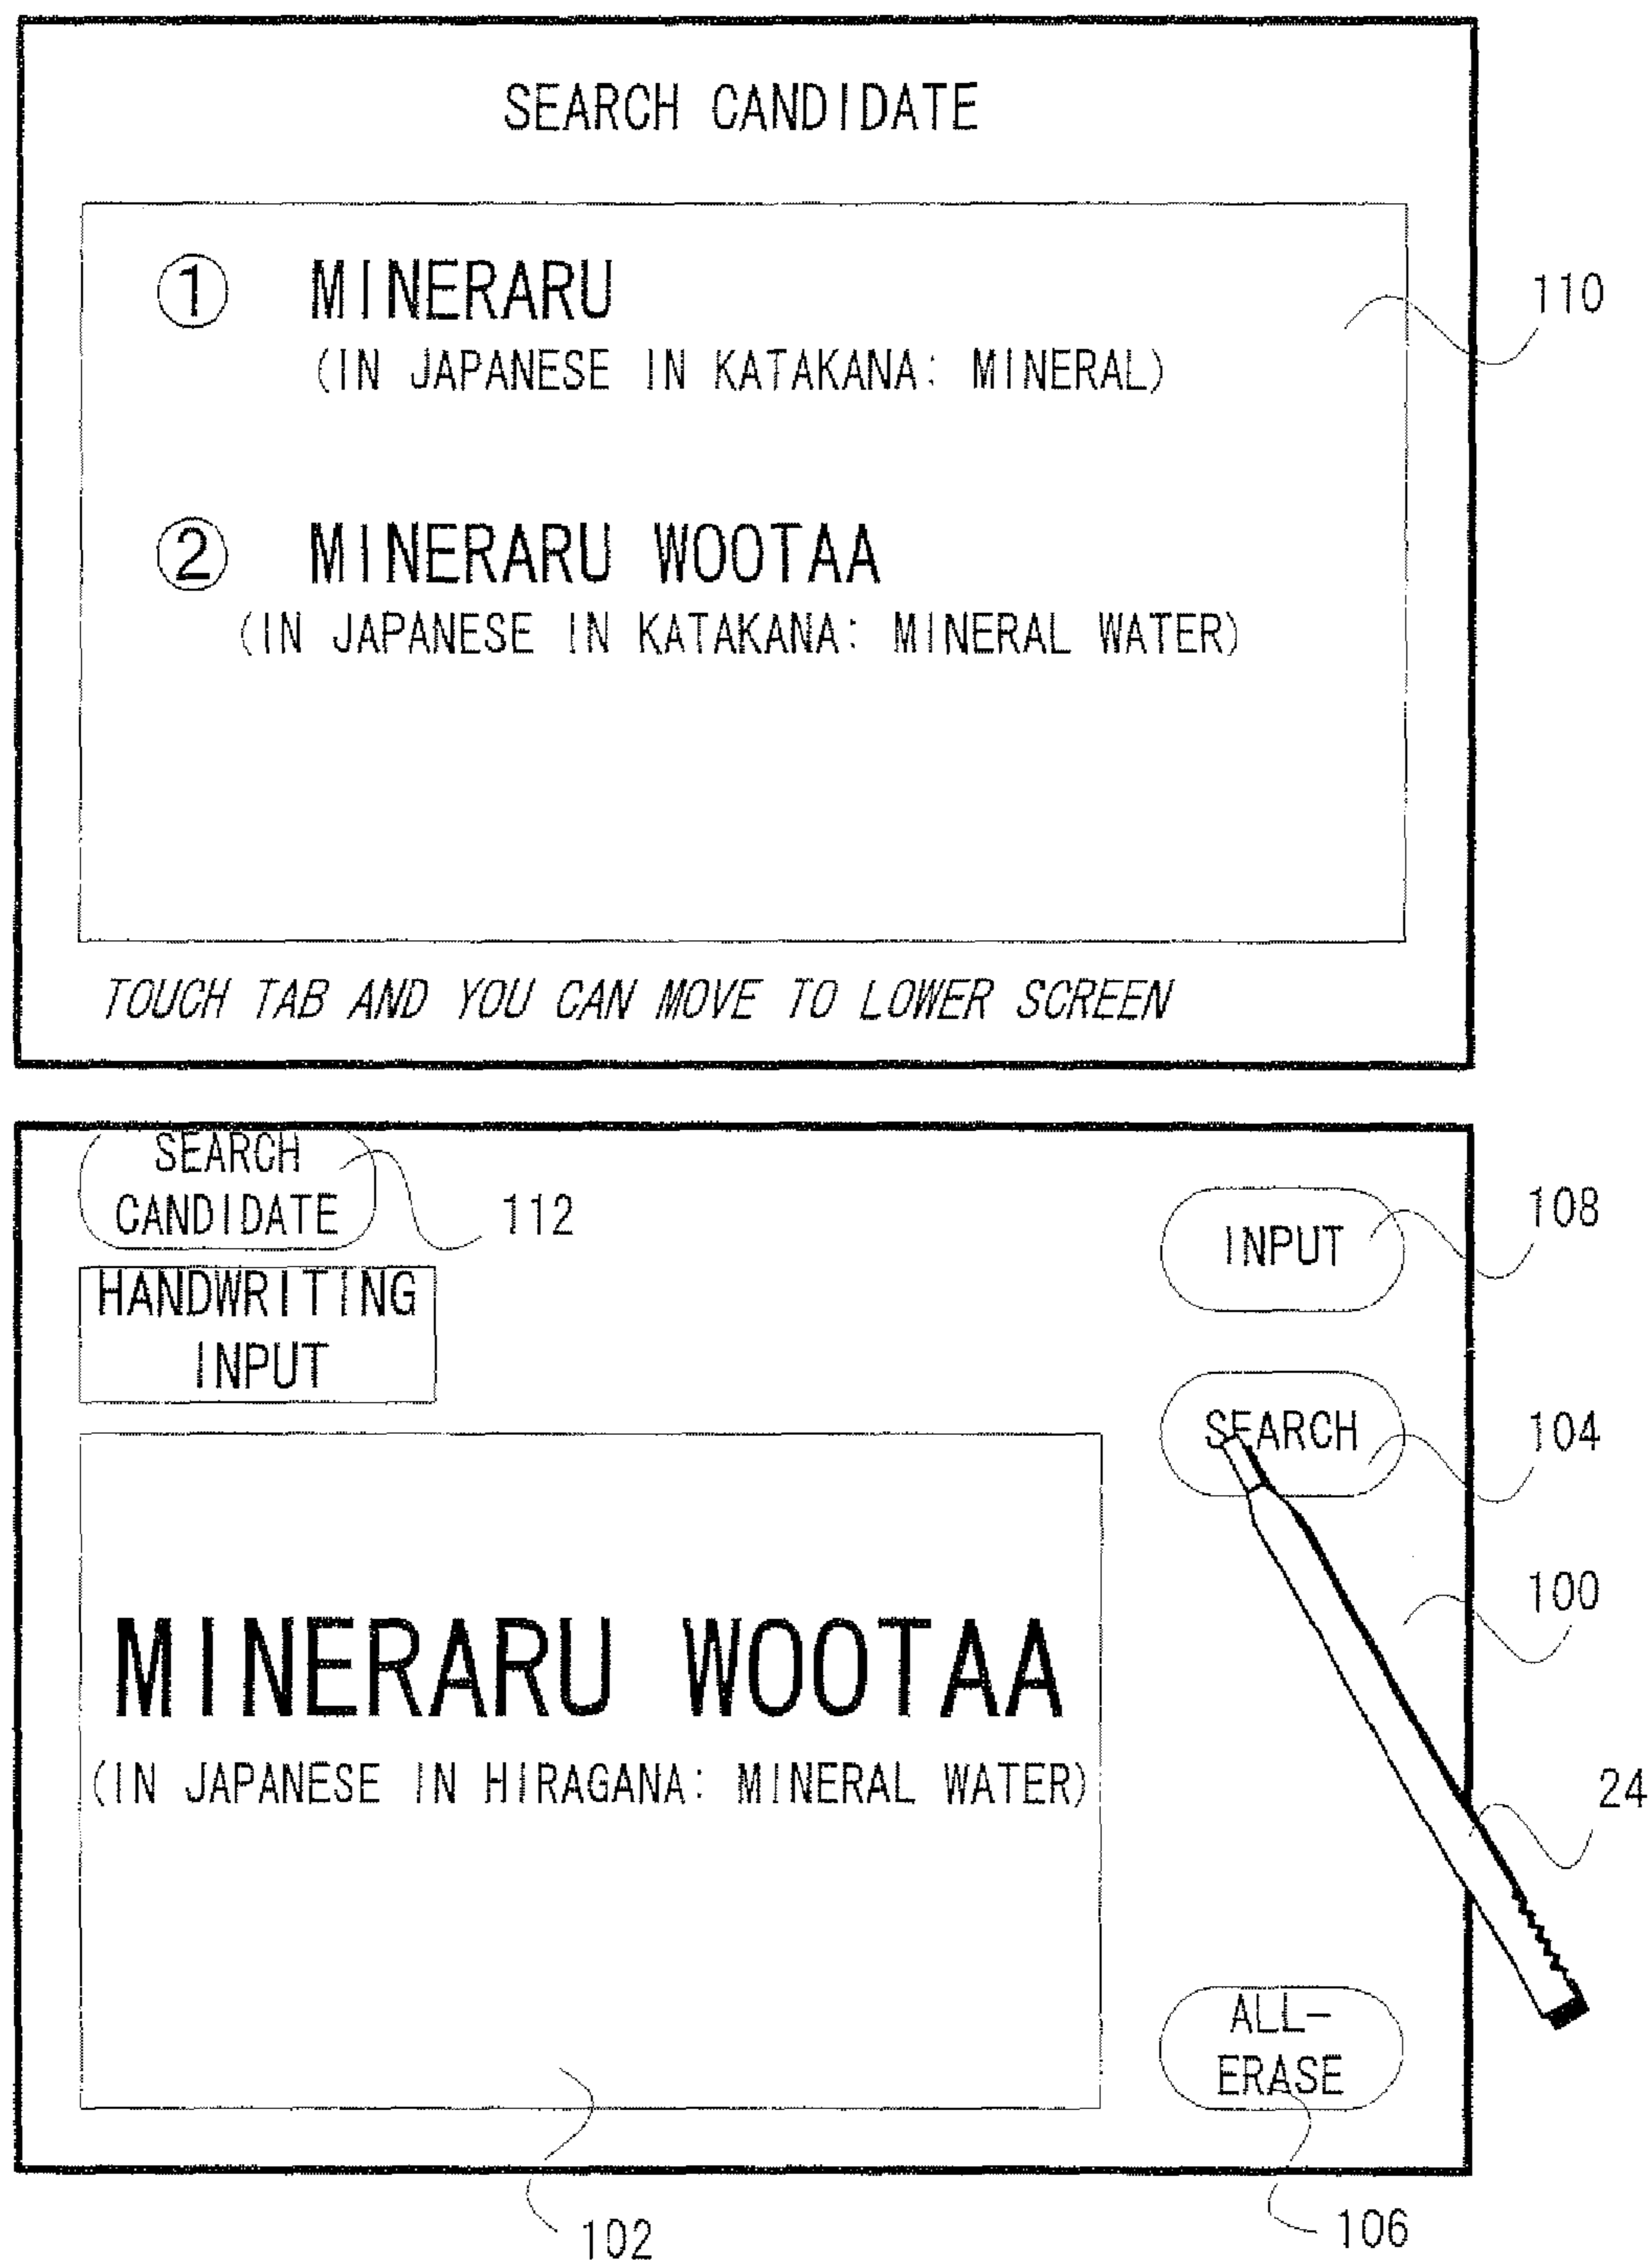 SEARCH CANDIDATE
① MINERARU
(IN JAPANESE IN KATAKANA: MINERAL)
110
② MINERARU WOOTAA
(IN JAPANESE IN KATAKANA: MINERAL WATER)
TOUCH TAB AND YOU CAN MOVE TO LOWER SCREEN
SEARCH
CANDIDATE
112
INPUT
108
HANDWRITING
INPUT
SEARCH
104
100
MINERARU WOOTAA
(IN JAPANESE IN HIRAGANA: MINERAL WATER)
24
ALL-
ERASE
102
106